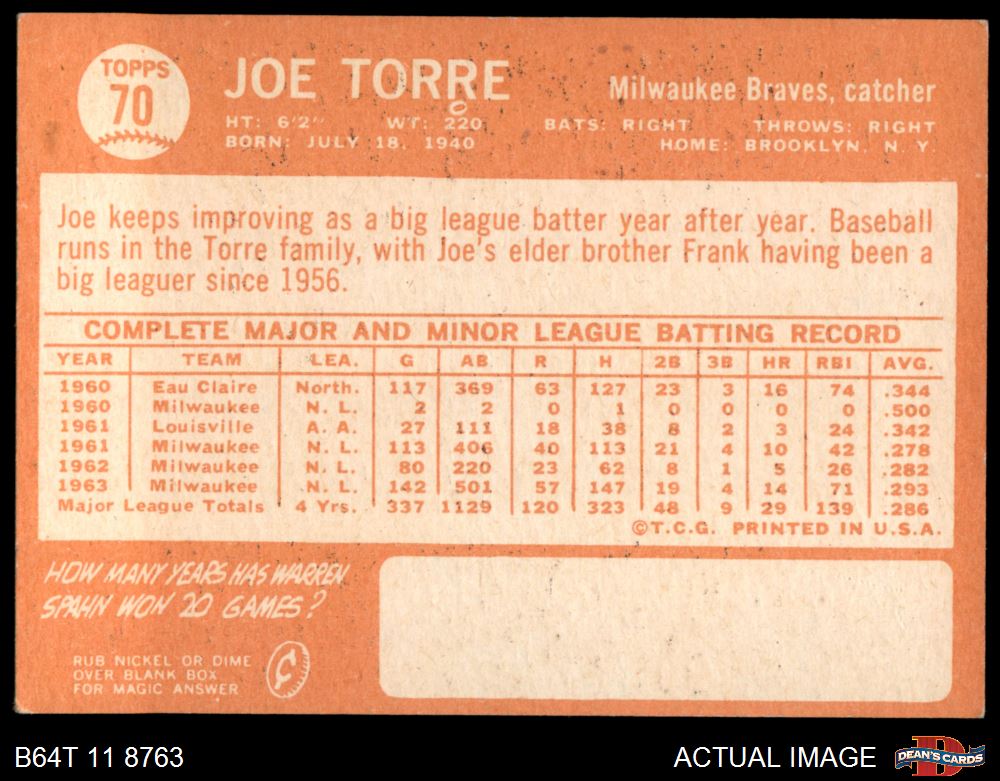 TOPPS
70
JOE TORRE
Milwaukee Braves, catcher
HT: 6'2" WT: 220 BATS: RIGHT THROWS: RIGHT
BORN: JULY 18, 1940 HOME: BROOKLYN, N. Y.
Joe keeps improving as a big league batter year after year. Baseball
runs in the Torre family, with Joe's elder brother Frank having been a
big leaguer since 1956.
COMPLETE MAJOR AND MINOR LEAGUE BATTING RECORD
YEAR TEAM LEA. G AB R H 2B 3B HR RBI AVG.
1960 Eau Claire North. 117 369 63 127 23 3 16 74 .344
1960 Milwaukee N. L. 2 2 0 1 0 0 0 0 .500
1961 Louisville A. A. 27 111 18 38 8 2 3 24 .342
1961 Milwaukee N. L. 113 406 40 113 21 4 10 42 .278
1962 Milwaukee N. L. 80 220 23 62 8 1 5 26 .282
1963 Milwaukee N. L. 142 501 57 147 19 4 14 71 .293
Major League Totals 4 Yrs. 337 1129 120 323 48 9 29 139 .286
©T.C.G. PRINTED IN U.S.A.
HOW MANY YEARS HAS WARREN
SPAHN WON 20 GAMES?
RUB NICKEL OR DIME
OVER BLANK BOX
FOR MAGIC ANSWER
B64T 11 8763
ACTUAL IMAGE
DEAN'S CARDS